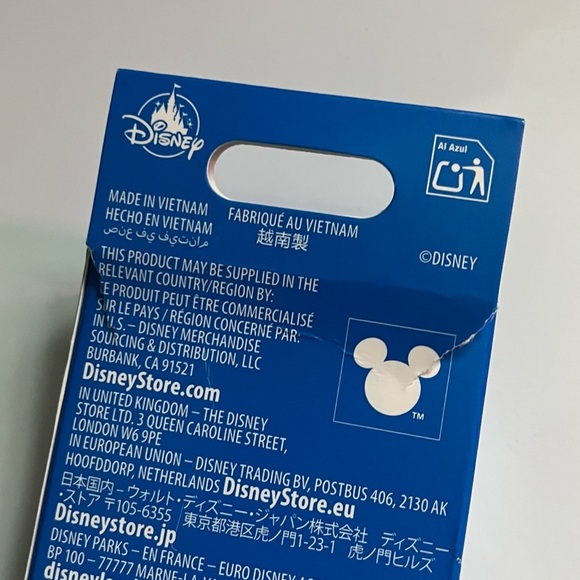 Disney
Al Azul
MADE IN VIETNAM
HECHO EN VIETNAM
صنع في فيتنام
FABRIQUÉ AU VIETNAM
越南製
©DISNEY
THIS PRODUCT MAY BE SUPPLIED IN THE
RELEVANT COUNTRY/REGION BY:
CE PRODUIT PEUT ÊTRE COMMERCIALISÉ
SUR LE PAYS / RÉGION CONCERNÉ PAR:
IN U.S. – DISNEY MERCHANDISE
SOURCING & DISTRIBUTION, LLC
BURBANK, CA 91521
DisneyStore.com
TM
IN UNITED KINGDOM – THE DISNEY
STORE LTD. 3 QUEEN CAROLINE STREET,
LONDON W6 9PE
IN EUROPEAN UNION – DISNEY TRADING BV, POSTBUS 406, 2130 AK
HOOFDDORP, NETHERLANDS DisneyStore.eu
日本国内–ウォルト・ディズニー・ジャパン株式会社 ディズニー
・ストア 〒105-6355 東京都港区虎ノ門1-23-1 虎ノ門ヒルズ
DisneyStore.jp
DISNEY PARKS – EN FRANCE – EURO DISNEY
BP 100 – 77777 MARNE-LA-